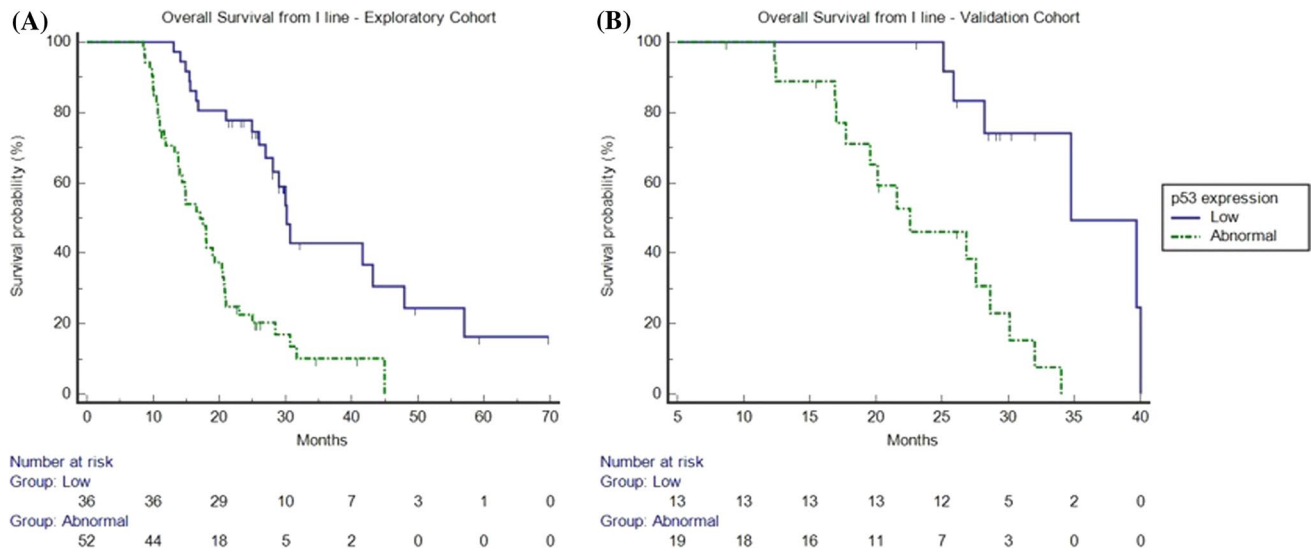 (A)
Overall Survival from I line - Exploratory Cohort
Survival probability (%)
100
80
60
40
20
0
0 10 20 30 40 50 60 70
Months
Number at risk
Group: Low
36 36 29 10 7 3 1 0
Group: Abnormal
52 44 18 5 2 0 0 0
(B)
Overall Survival from I line - Validation Cohort
Survival probability (%)
100
80
60
40
20
0
5 10 15 20 25 30 35 40
Months
Number at risk
Group: Low
13 13 13 13 12 5 2 0
Group: Abnormal
19 18 16 11 7 3 0 0
p53 expression
Low
Abnormal